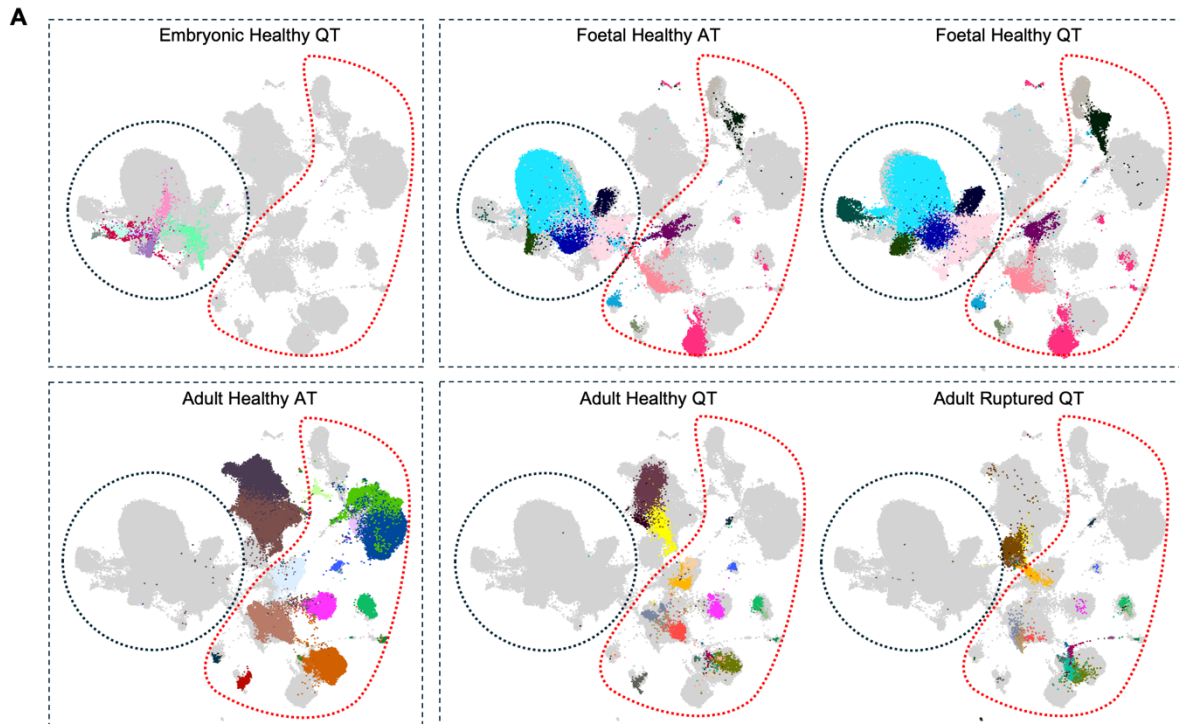 A
Embryonic Healthy QT
Foetal Healthy AT
Foetal Healthy QT
Adult Healthy AT
Adult Healthy QT
Adult Ruptured QT